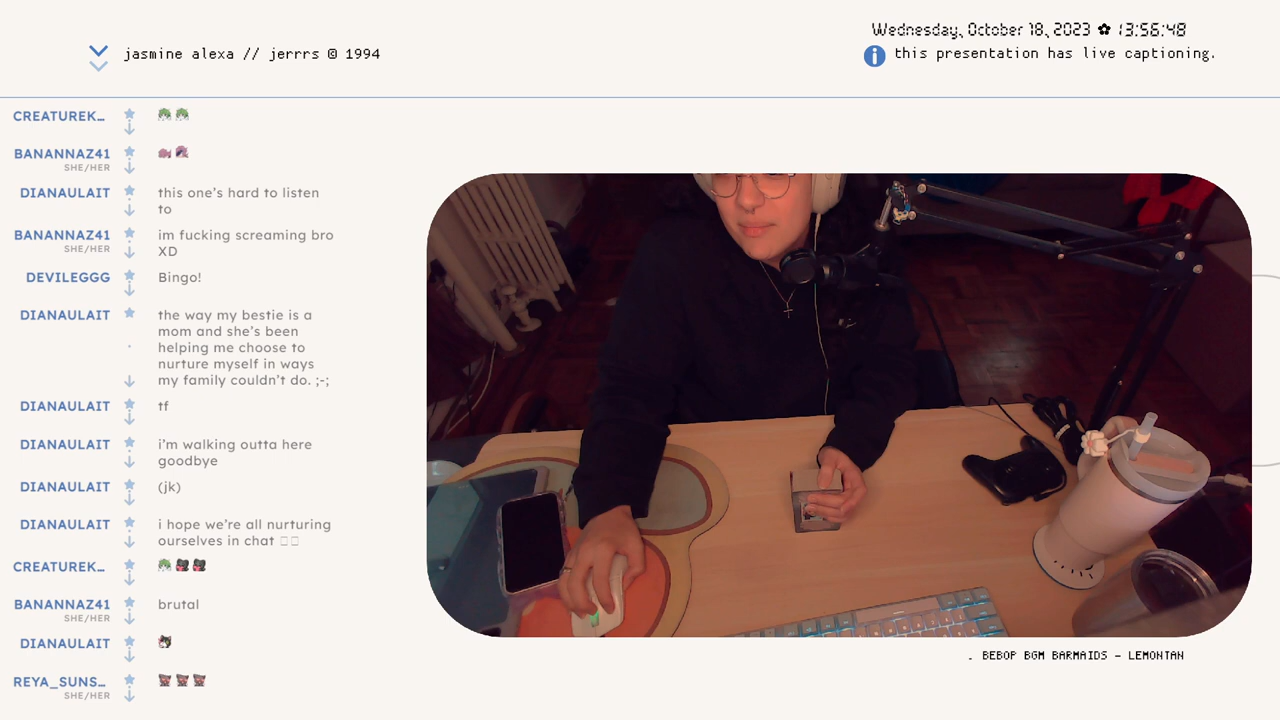 jasmine alexa // jerrrs © 1994
Wednesday, October 18, 2023 ✿ 13:56:48
this presentation has live captioning.
CREATUREK…
BANANNAZ41
SHE/HER
DIANAULAIT this one's hard to listen
to
BANANNAZ41 im fucking screaming bro
SHE/HER XD
DEVILEGGG Bingo!
DIANAULAIT the way my bestie is a
mom and she's been
helping me choose to
nurture myself in ways
my family couldn't do. ;-;
DIANAULAIT tf
DIANAULAIT i'm walking outta here
goodbye
DIANAULAIT (jk)
DIANAULAIT i hope we're all nurturing
ourselves in chat
CREATUREK…
BANANNAZ41 brutal
SHE/HER
DIANAULAIT
REYA_SUNS…
SHE/HER
. BEBOP BGM BARMAIDS - LEMONTAN